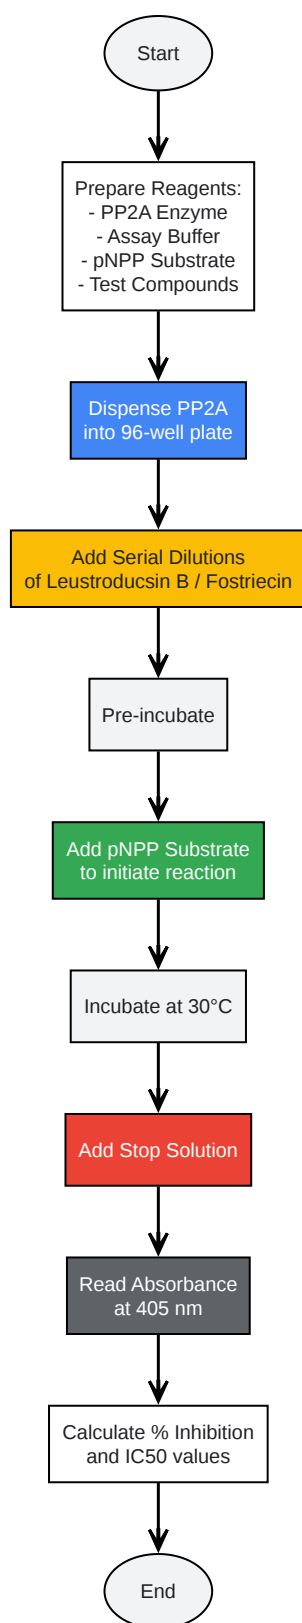 Start
Prepare Reagents:
- PP2A Enzyme
- Assay Buffer
- pNPP Substrate
- Test Compounds
Dispense PP2A
into 96-well plate
Add Serial Dilutions
of Leustroducsin B / Fostriecin
Pre-incubate
Add pNPP Substrate
to initiate reaction
Incubate at 30°C
Add Stop Solution
Read Absorbance
at 405 nm
Calculate % Inhibition
and IC50 values
End